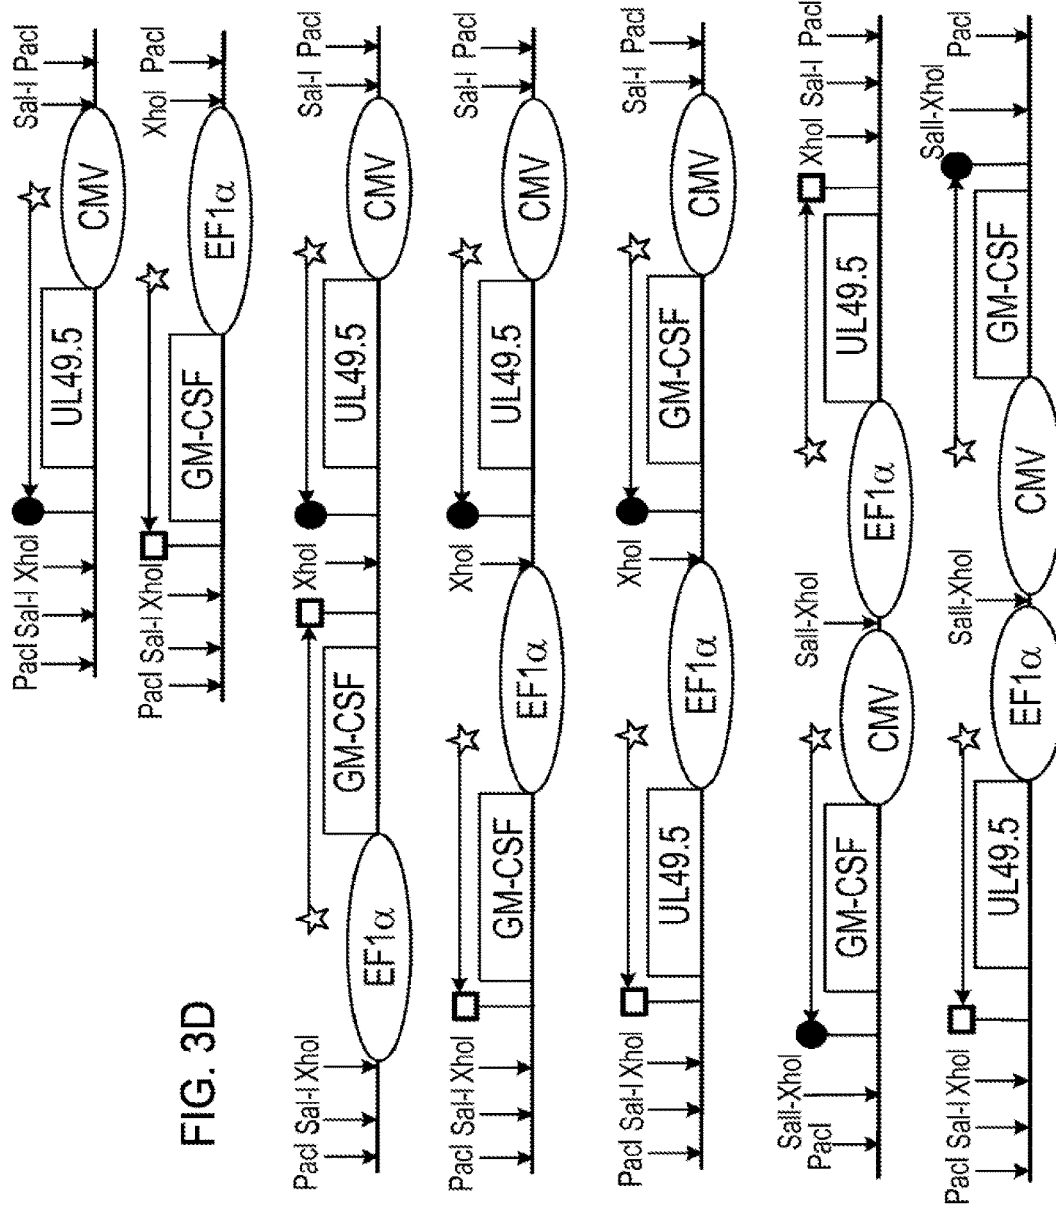 PacI Sal-I XhoI Sal-I PacI
UL49.5 CMV
PacI Sal-I XhoI XhoI PacI
GM-CSF EF1α
FIG. 3D
PacI Sal-I XhoI XhoI Sal-I PacI
EF1α GM-CSF UL49.5 CMV
PacI Sal-I XhoI XhoI Sal-I PacI
GM-CSF EF1α UL49.5 CMV
PacI Sal-I XhoI XhoI Sal-I PacI
UL49.5 EF1α GM-CSF CMV
SalI-XhoI SalI-XhoI XhoI Sal-I PacI
PacI
GM-CSF CMV EF1α UL49.5
PacI Sal-I XhoI SalI-XhoI SalI-XhoI PacI
UL49.5 EF1α CMV GM-CSF